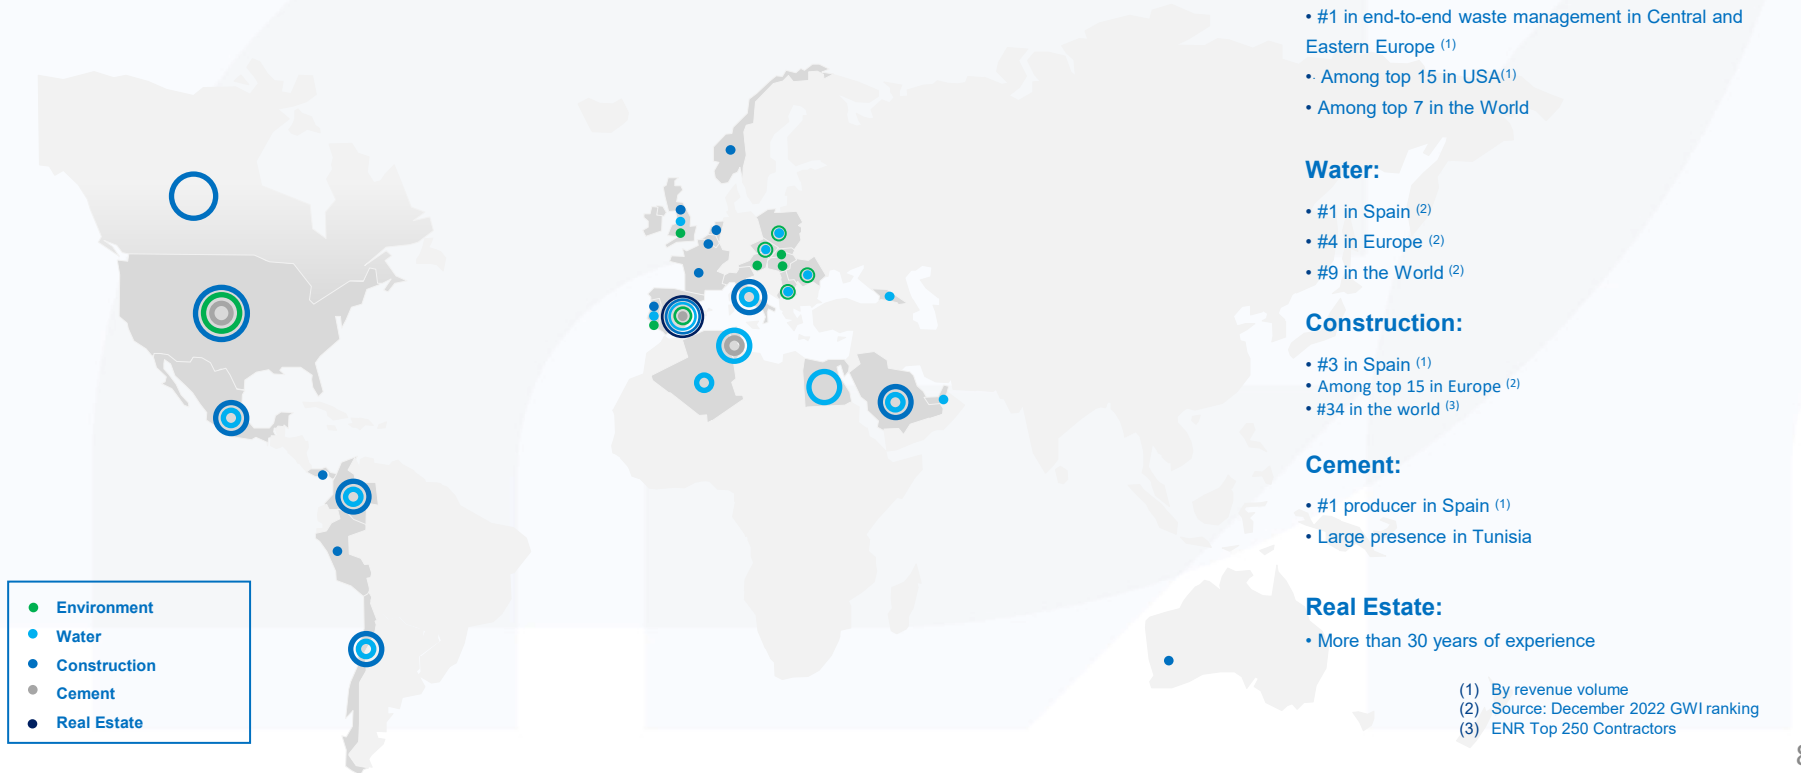 • #1 in end-to-end waste management in Central and
Eastern Europe (1)
•. Among top 15 in USA(1)
• Among top 7 in the World
Water:
• #1 in Spain (2)
• #4 in Europe (2)
• #9 in the World (2)
Construction:
• #3 in Spain (1)
• Among top 15 in Europe (2)
• #34 in the world (3)
Cement:
• #1 producer in Spain (1)
• Large presence in Tunisia
Real Estate:
• More than 30 years of experience
Environment
Water
Construction
Cement
Real Estate
(1) By revenue volume
(2) Source: December 2022 GWI ranking
(3) ENR Top 250 Contractors